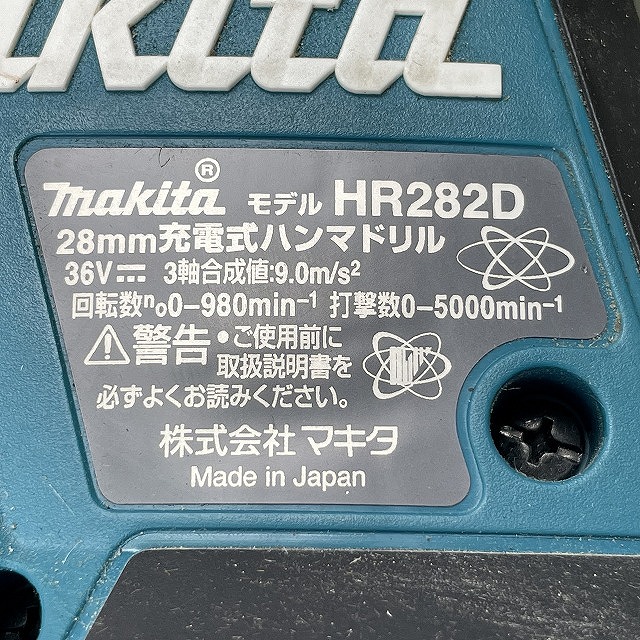 makita
makita® モデル HR282D
28mm充電式ハンマドリル
36V⎓ 3軸合成値:9.0m/s²
回転数n₀0-980min⁻¹ 打撃数0-5000min⁻¹
⚠警告 •ご使用前に
取扱説明書を
必ずよくお読みください。
株式会社 マキタ
Made in Japan